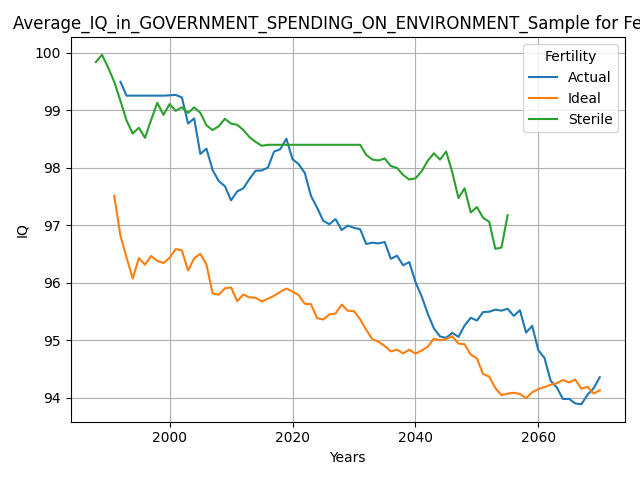 Average_IQ_in_GOVERNMENT_SPENDING_ON_ENVIRONMENT_Sample for Fe
Fertility
Actual
Ideal
Sterile
100
99
98
97
96
95
94
IQ
2000
2020
2040
2060
Years